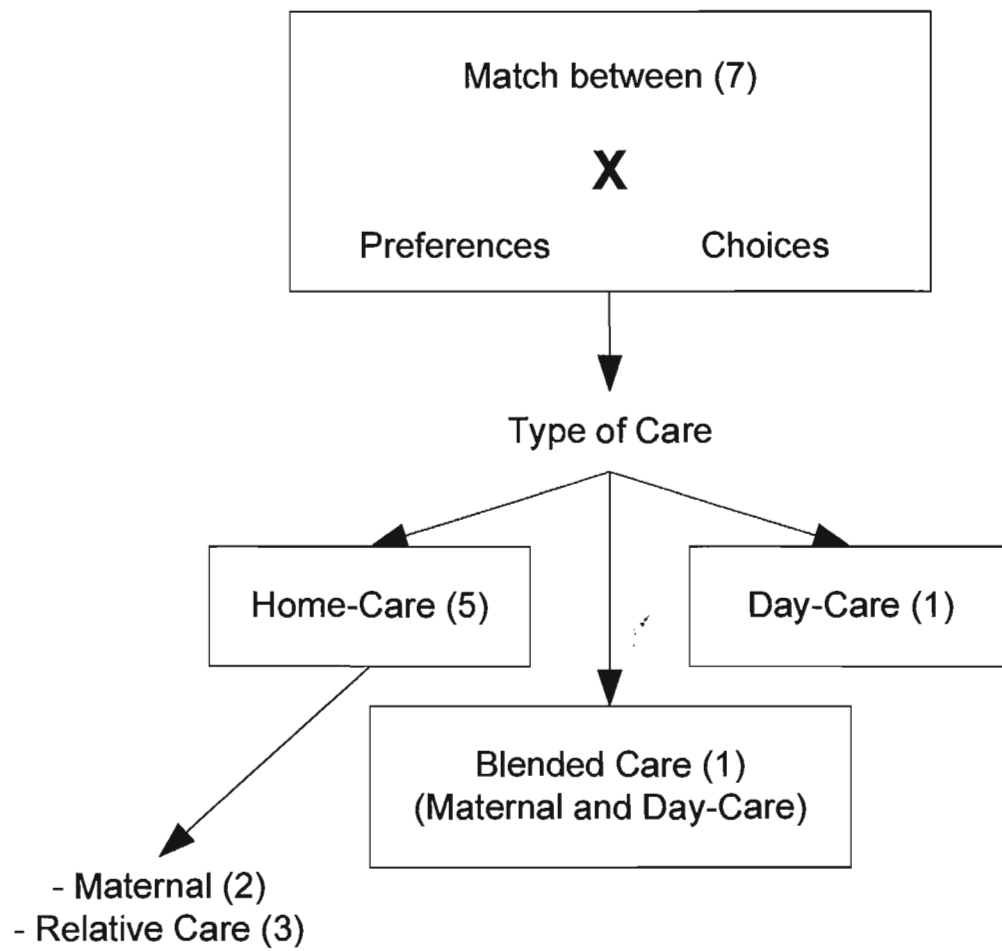 Match between (7)
X
Preferences Choices
Type of Care
Home-Care (5)
Day-Care (1)
Blended Care (1)
(Maternal and Day-Care)
- Maternal (2)
- Relative Care (3)